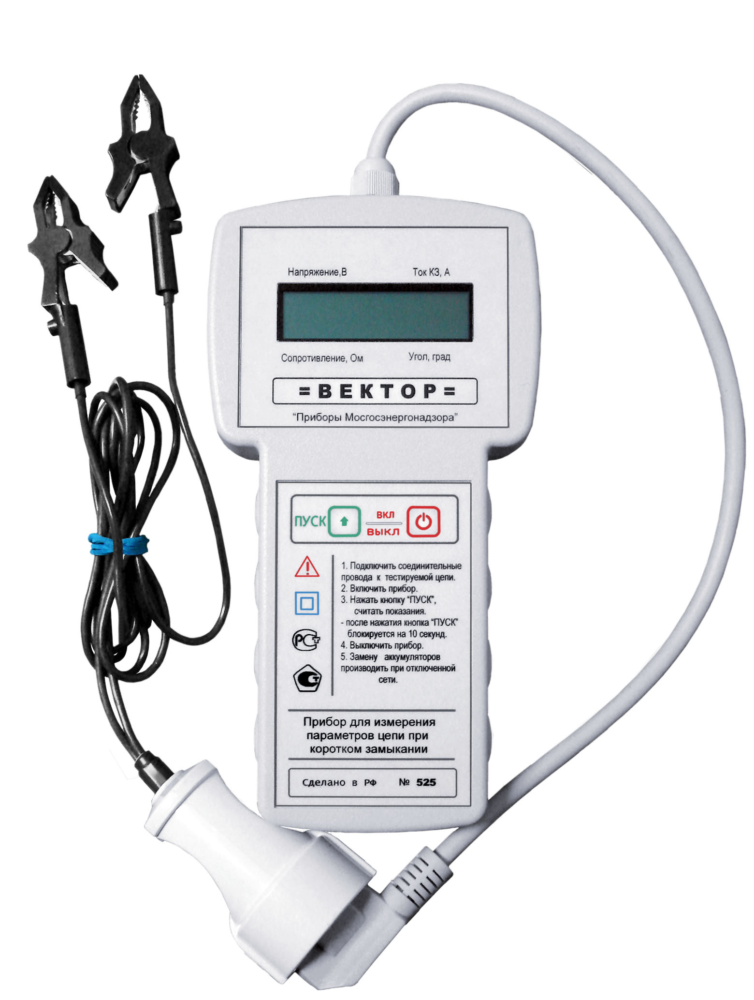 Напряжение,В Ток КЗ, А
Сопротивление, Ом Угол, град
=ВЕКТОР=
"Приборы Мосгосэнергонадзора"
ПУСК ВКЛ
ВЫКЛ
1. Подключить соединительные
провода к тестируемой цепи.
2. Включить прибор.
3. Нажать кнопку “ПУСК”,
считать показания.
- после нажатия кнопка “ПУСК”
блокируется на 10 секунд.
4. Выключить прибор.
5. Замену аккумуляторов
производить при отключенной
сети.
РСТ
СТ
Прибор для измерения
параметров цепи при
коротком замыкании
Сделано в РФ № 525